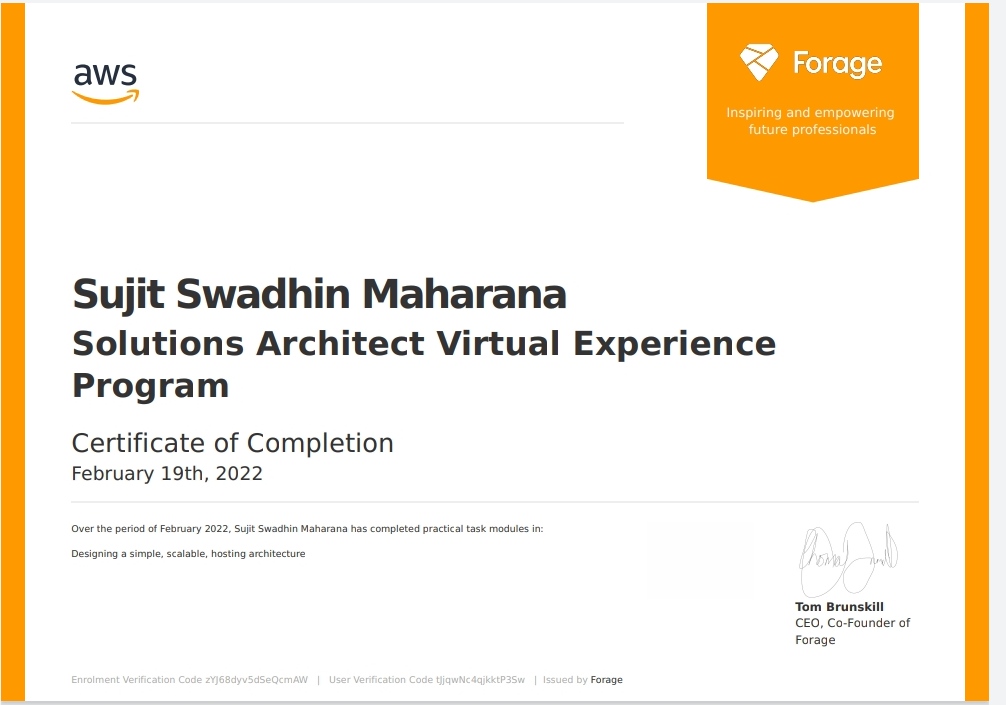 aws
Forage
Inspiring and empowering
future professionals
Sujit Swadhin Maharana
Solutions Architect Virtual Experience
Program
Certificate of Completion
February 19th, 2022
Over the period of February 2022, Sujit Swadhin Maharana has completed practical task modules in:
Designing a simple, scalable, hosting architecture
Tom Brunskill
CEO, Co-Founder of
Forage
Enrolment Verification Code zYJ68dyv5dSeQcmAW | User Verification Code tJjqwNc4qjkktP3Sw | Issued by Forage